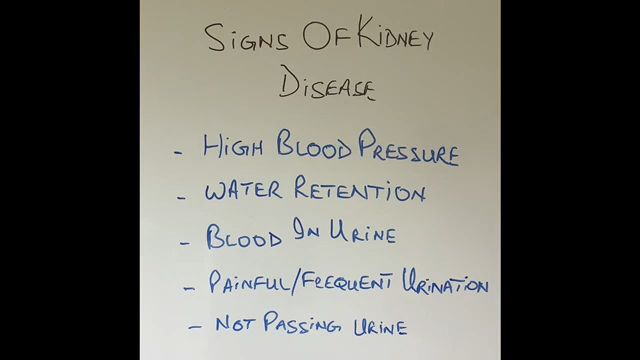 Signs Of Kidney
Disease
- High Blood Pressure
- Water Retention
- Blood In Urine
- Painful/Frequent Urination
- Not Passing Urine